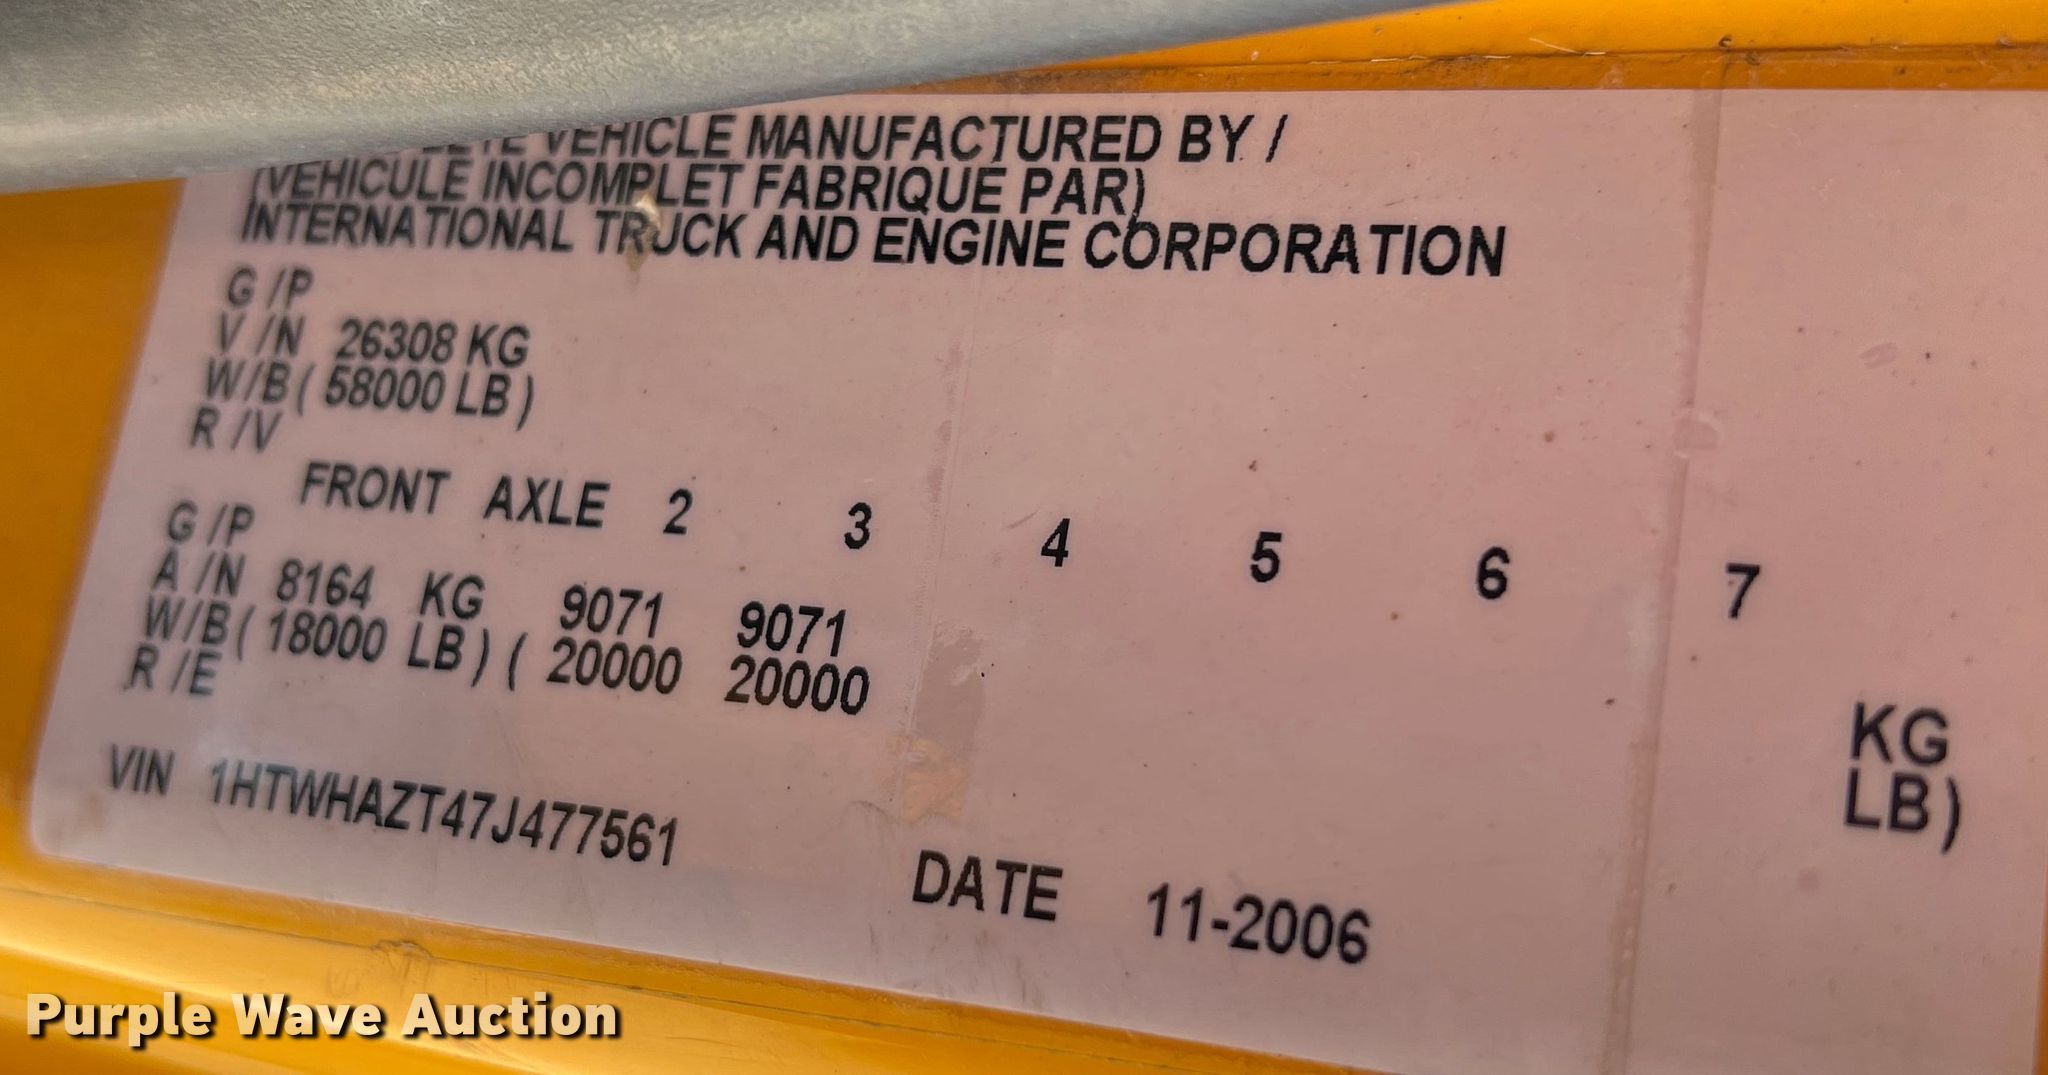 VEHICLE MANUFACTURED BY /
(VEHICULE INCOMPLET FABRIQUE PAR)
INTERNATIONAL TRUCK AND ENGINE CORPORATION
G /P
V /N 26308 KG
W/B ( 58000 LB )
R /V
FRONT AXLE 2 3 4 5 6 7
G /P
A /N 8164 KG 9071 9071 KG
W/B ( 18000 LB ) ( 20000 20000 LB )
R /E
VIN 1HTWHAZT47J477561
DATE 11-2006
Purple Wave Auction